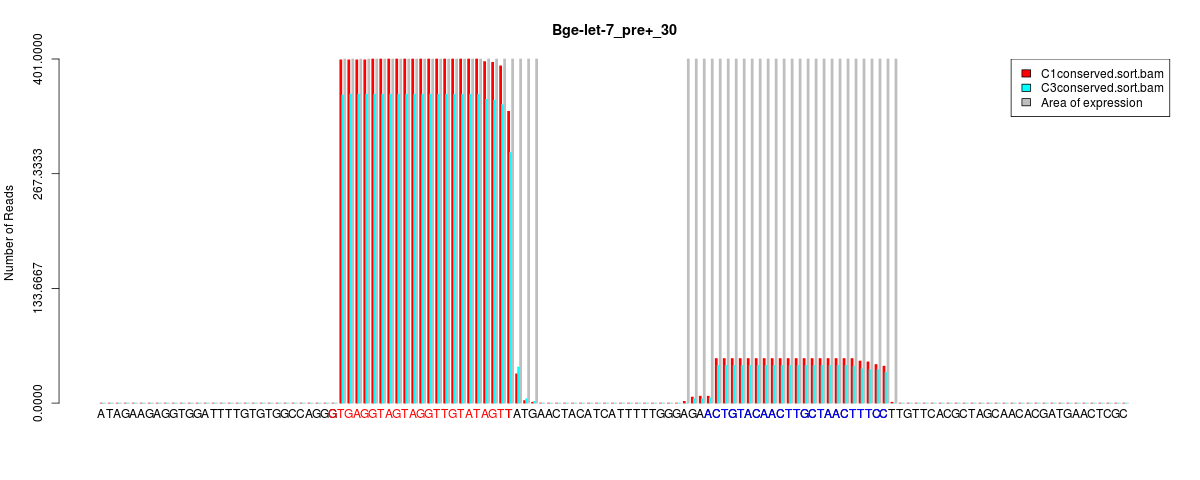 Bge-let-7_pre+_30
401.0000
267.3333
133.6667
0.0000
Number of Reads
C1conserved.sort.bam
C3conserved.sort.bam
Area of expression
ATAGAAGAGGTGGATTTTGTGTGGCCAGGGTGAGGTAGTAGGTTGTATAGTTATGAACTACATCATTTTTGGGAGAACTGTACAACTTGCTAACTTTCCTTGTTCACGCTAGCAACACGATGAACTCGC